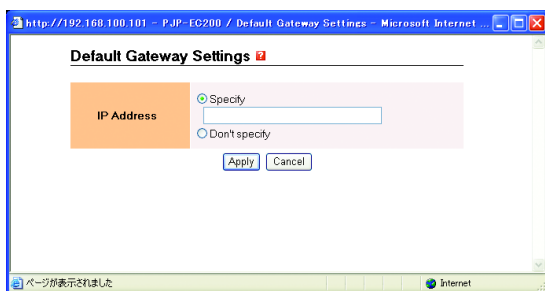 http://192.168.100.101 - PJP-EC200 / Default Gateway Settings - Microsoft Internet ...
Default Gateway Settings ?
IP Address
Specify
Don't specify
Apply Cancel
ページが表示されました Internet